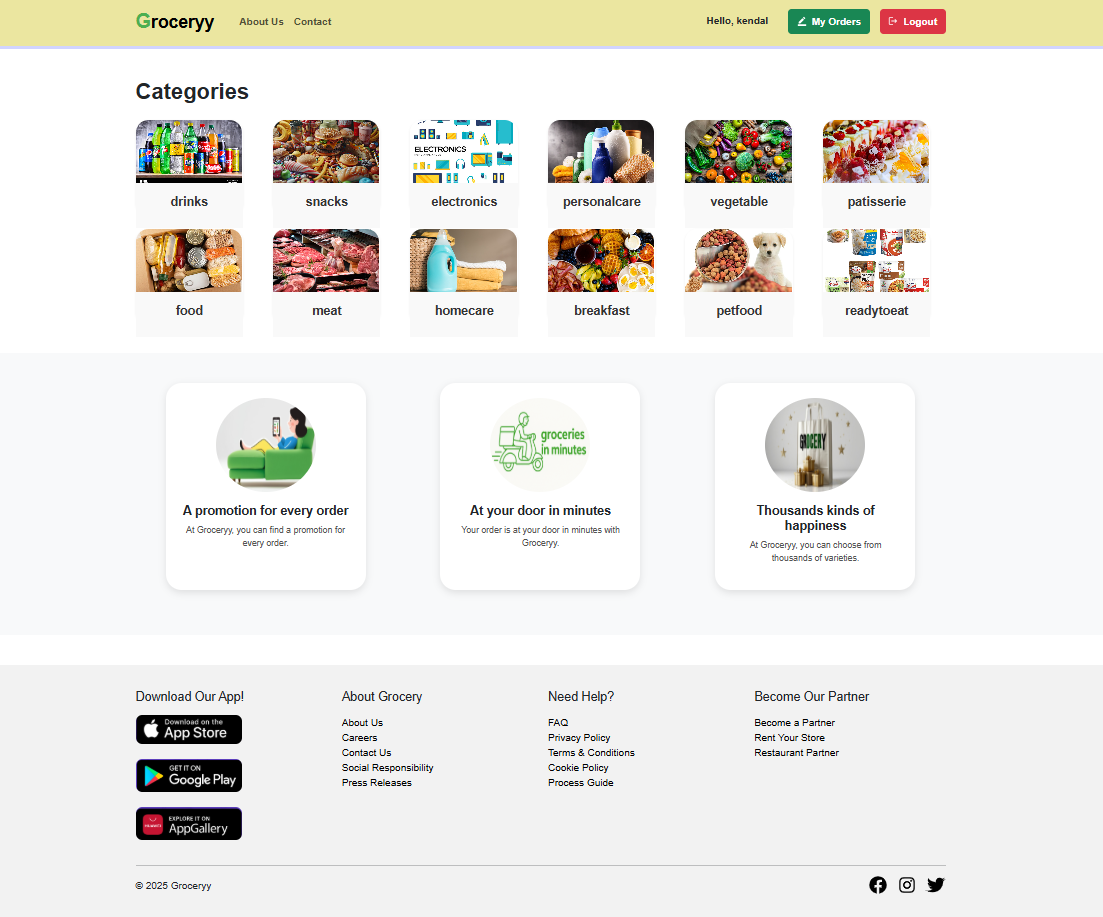 Groceryy
About Us
Contact
Hello, kendal
My Orders
Logout
Categories
ELECTRONICS
drinks
snacks
electronics
personalcare
vegetable
patisserie
food
meat
homecare
breakfast
petfood
readytoeat
groceries
in minutes
GROCERY
A promotion for every order
At Groceryy, you can find a promotion for
every order.
At your door in minutes
Your order is at your door in minutes with
Groceryy.
Thousands kinds of
happiness
At Groceryy, you can choose from
thousands of varieties.
Download Our App!
Download on the
App Store
GET IT ON
Google Play
EXPLORE IT ON
AppGallery
About Grocery
About Us
Careers
Contact Us
Social Responsibility
Press Releases
Need Help?
FAQ
Privacy Policy
Terms & Conditions
Cookie Policy
Process Guide
Become Our Partner
Become a Partner
Rent Your Store
Restaurant Partner
© 2025 Groceryy